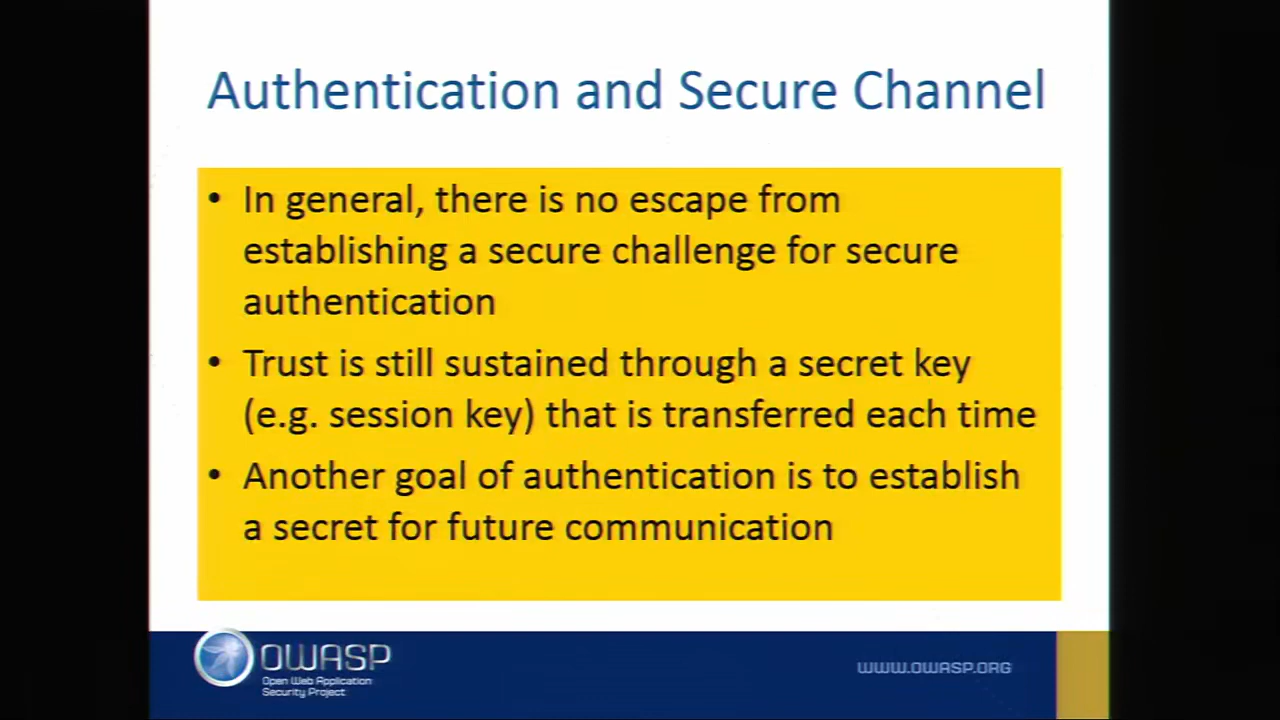 Authentication and Secure Channel
• In general, there is no escape from
establishing a secure challenge for secure
authentication
• Trust is still sustained through a secret key
(e.g. session key) that is transferred each time
• Another goal of authentication is to establish
a secret for future communication
OWASP
Open Web Application
Security Project
WWW.OWASP.ORG